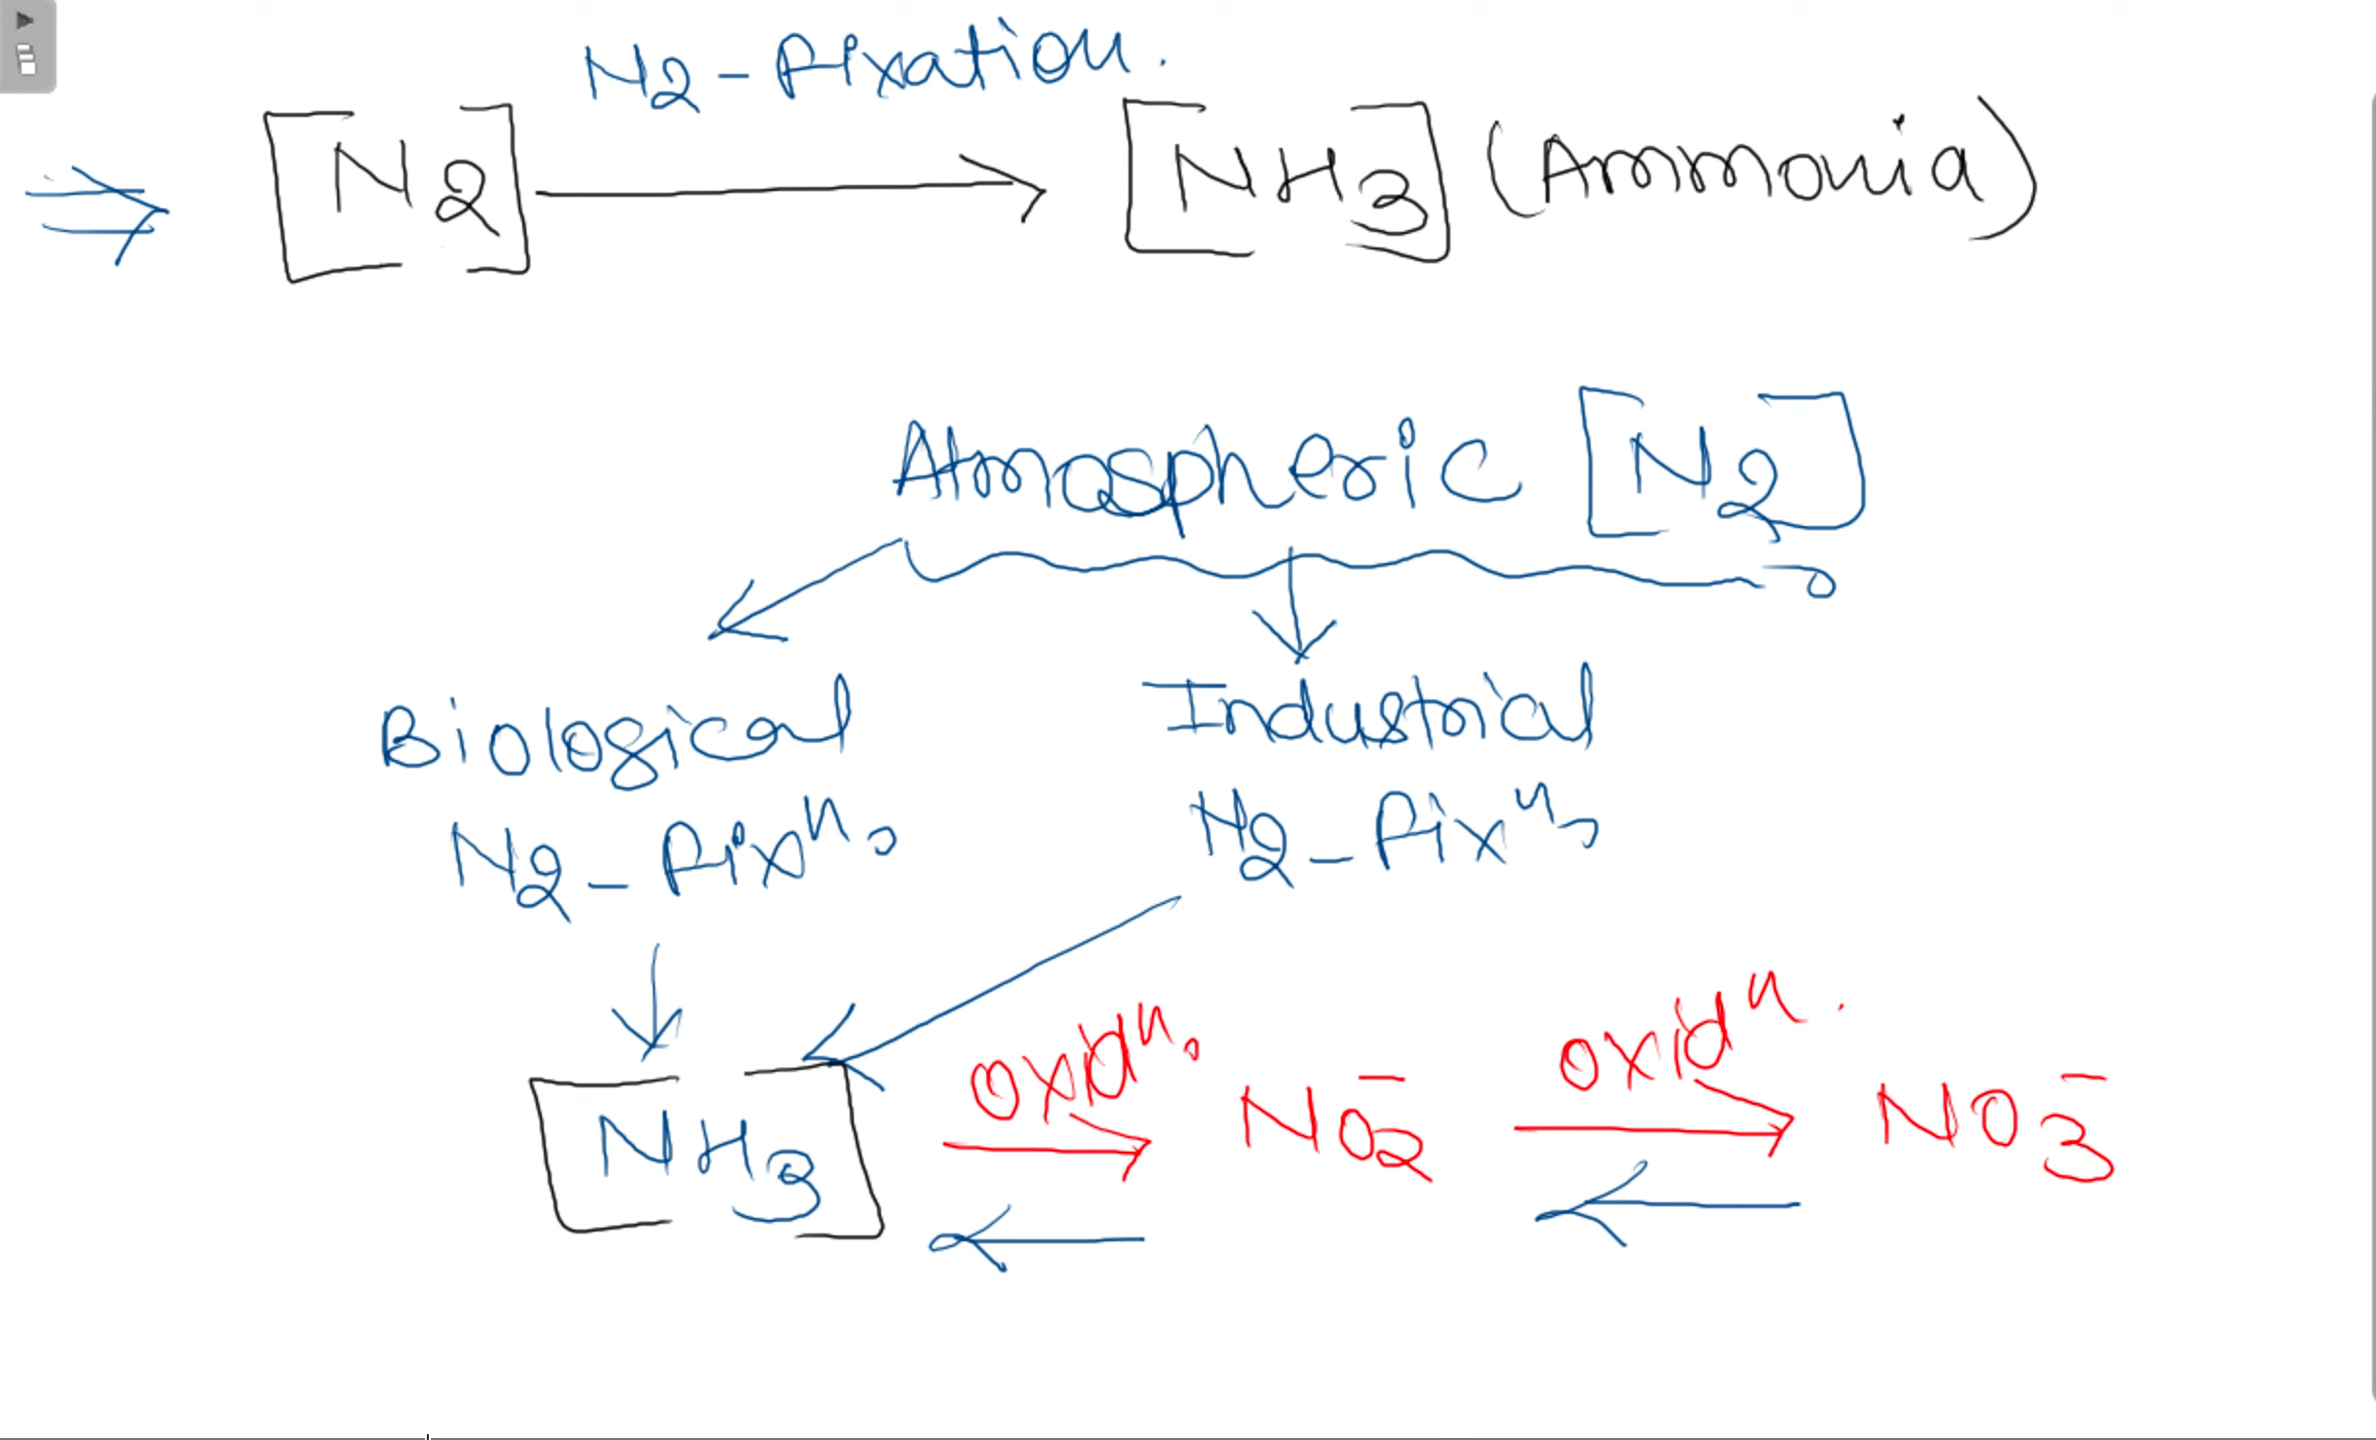 N2 - Fixation.
[N2] → [NH3] (Ammonia)
Atmospheric [N2]
Biological Industrial
N2 - Fixn. N2 - Fixn.
oxidn. oxidn.
NH3 → NO2- → NO3-